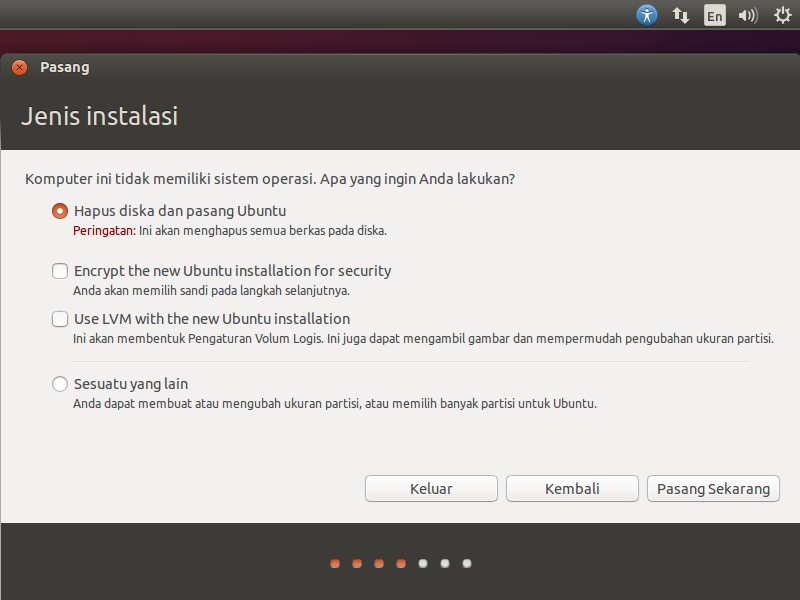 En
Pasang
Jenis instalasi
Komputer ini tidak memiliki sistem operasi. Apa yang ingin Anda lakukan?
Hapus diska dan pasang Ubuntu
Peringatan: Ini akan menghapus semua berkas pada diska.
Encrypt the new Ubuntu installation for security
Anda akan memilih sandi pada langkah selanjutnya.
Use LVM with the new Ubuntu installation
Ini akan membentuk Pengaturan Volum Logis. Ini juga dapat mengambil gambar dan mempermudah pengubahan ukuran partisi.
Sesuatu yang lain
Anda dapat membuat atau mengubah ukuran partisi, atau memilih banyak partisi untuk Ubuntu.
Keluar Kembali Pasang Sekarang